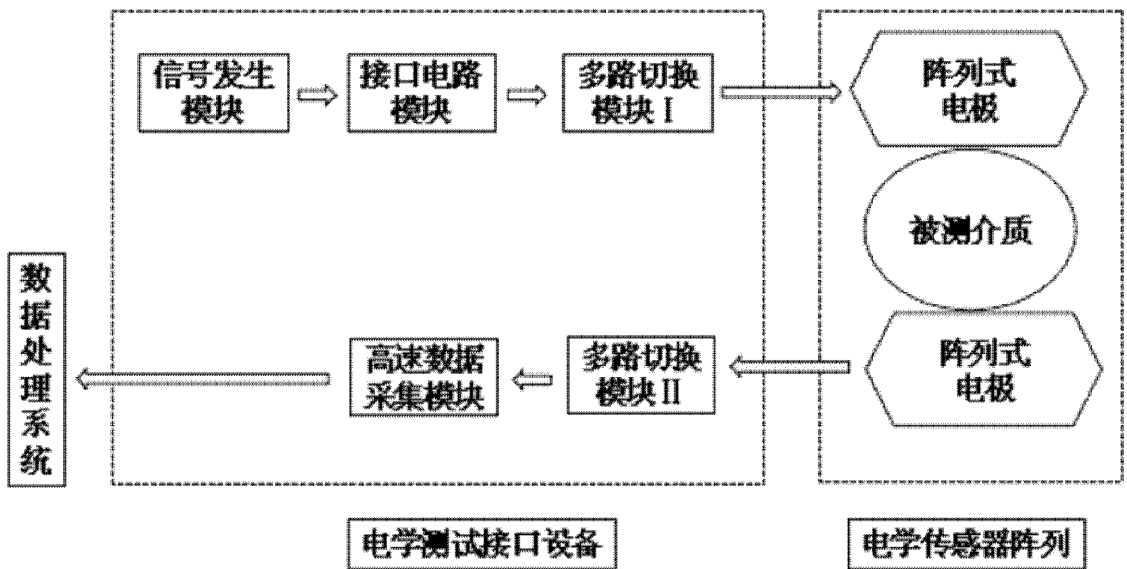 信号发生
模块
接口电路
模块
多路切换
模块Ⅰ
阵列式
电极
被测介质
数据处理系统
高速数据
采集模块
多路切换
模块Ⅱ
阵列式
电极
电学测试接口设备
电学传感器阵列